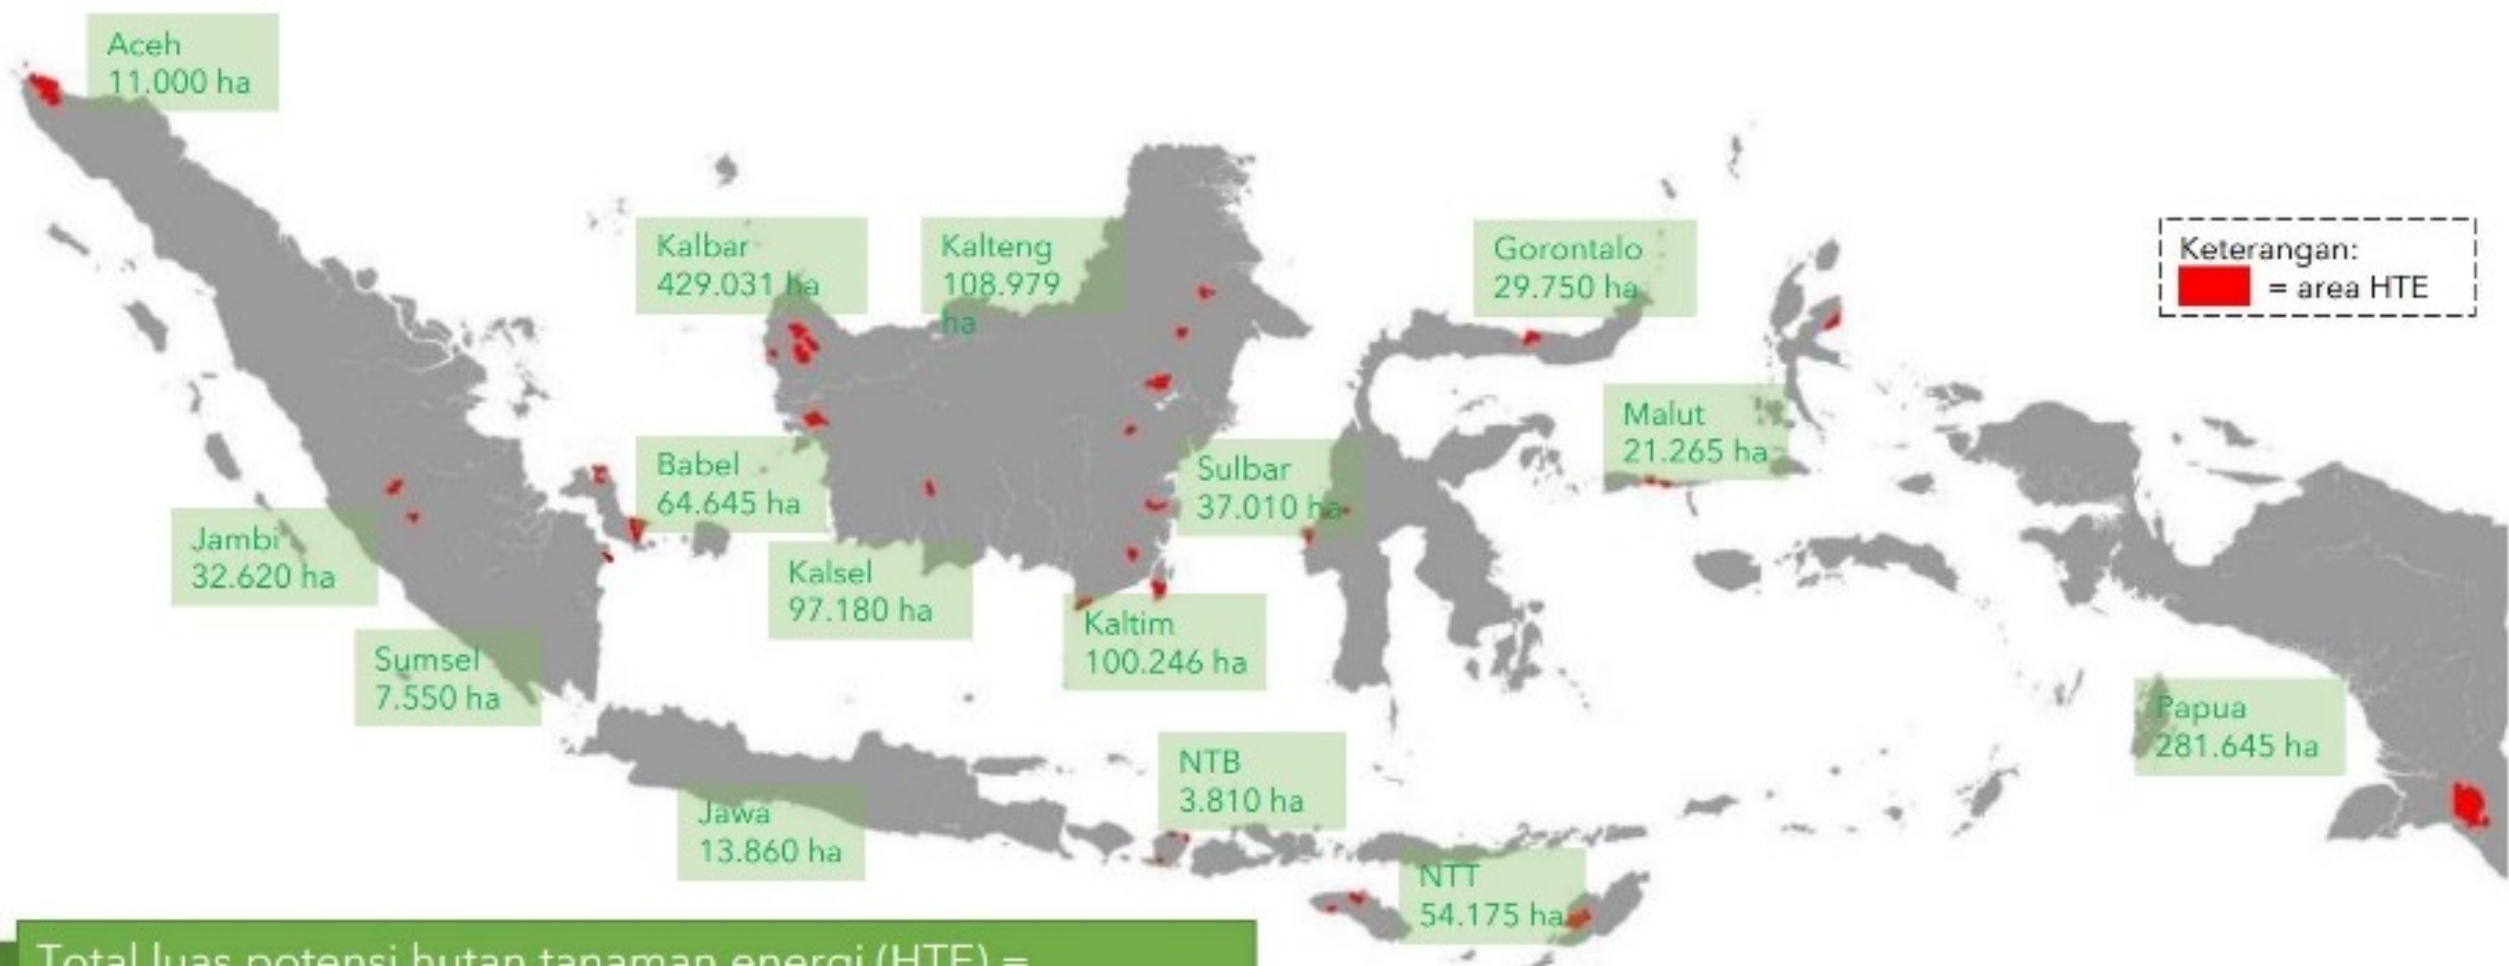 Aceh
11.000 ha
Kalbar
429.031 ha
Kalteng
108.979
ha
Gorontalo
29.750 ha
Keterangan:
= area HTE
Malut
21.265 ha
Babel
64.645 ha
Sulbar
37.010 ha
Jambi
32.620 ha
Kalsel
97.180 ha
Kaltim
100.246 ha
Sumsel
7.550 ha
Papua
281.645 ha
NTB
3.810 ha
Jawa
13.860 ha
NTT
54.175 ha
Total luas potensi hutan tanaman energi (HTE) =